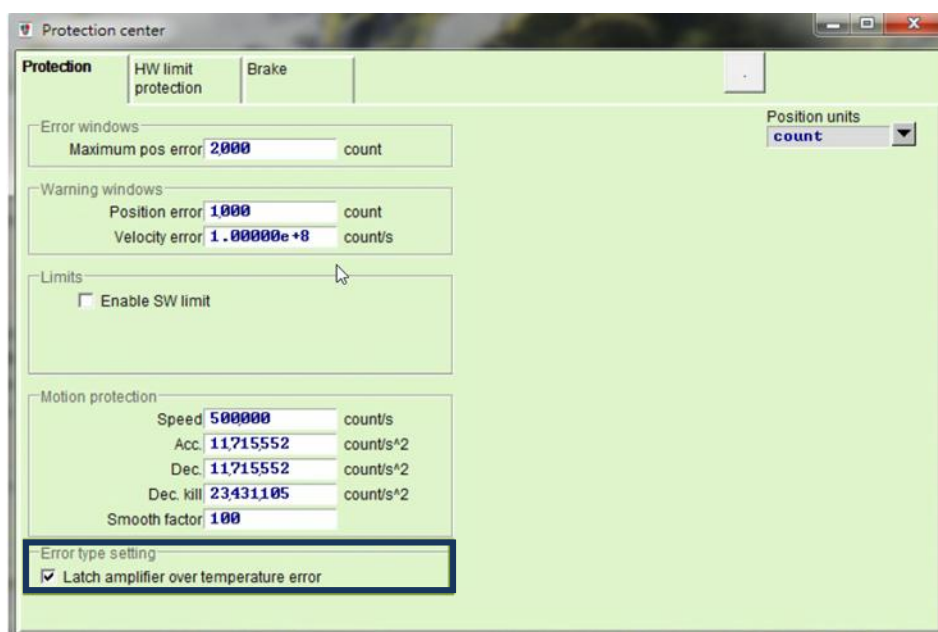 Protection center
Protection
HW limit
protection
Brake
.
Position units
count
Error windows
Maximum pos error 2,000 count
Warning windows
Position error 1,000 count
Velocity error 1.00000e+8 count/s
Limits
Enable SW limit
Motion protection
Speed 500,000 count/s
Acc. 11,715,552 count/s^2
Dec. 11,715,552 count/s^2
Dec. kill 23,431,105 count/s^2
Smooth factor 100
Error type setting
Latch amplifier over temperature error